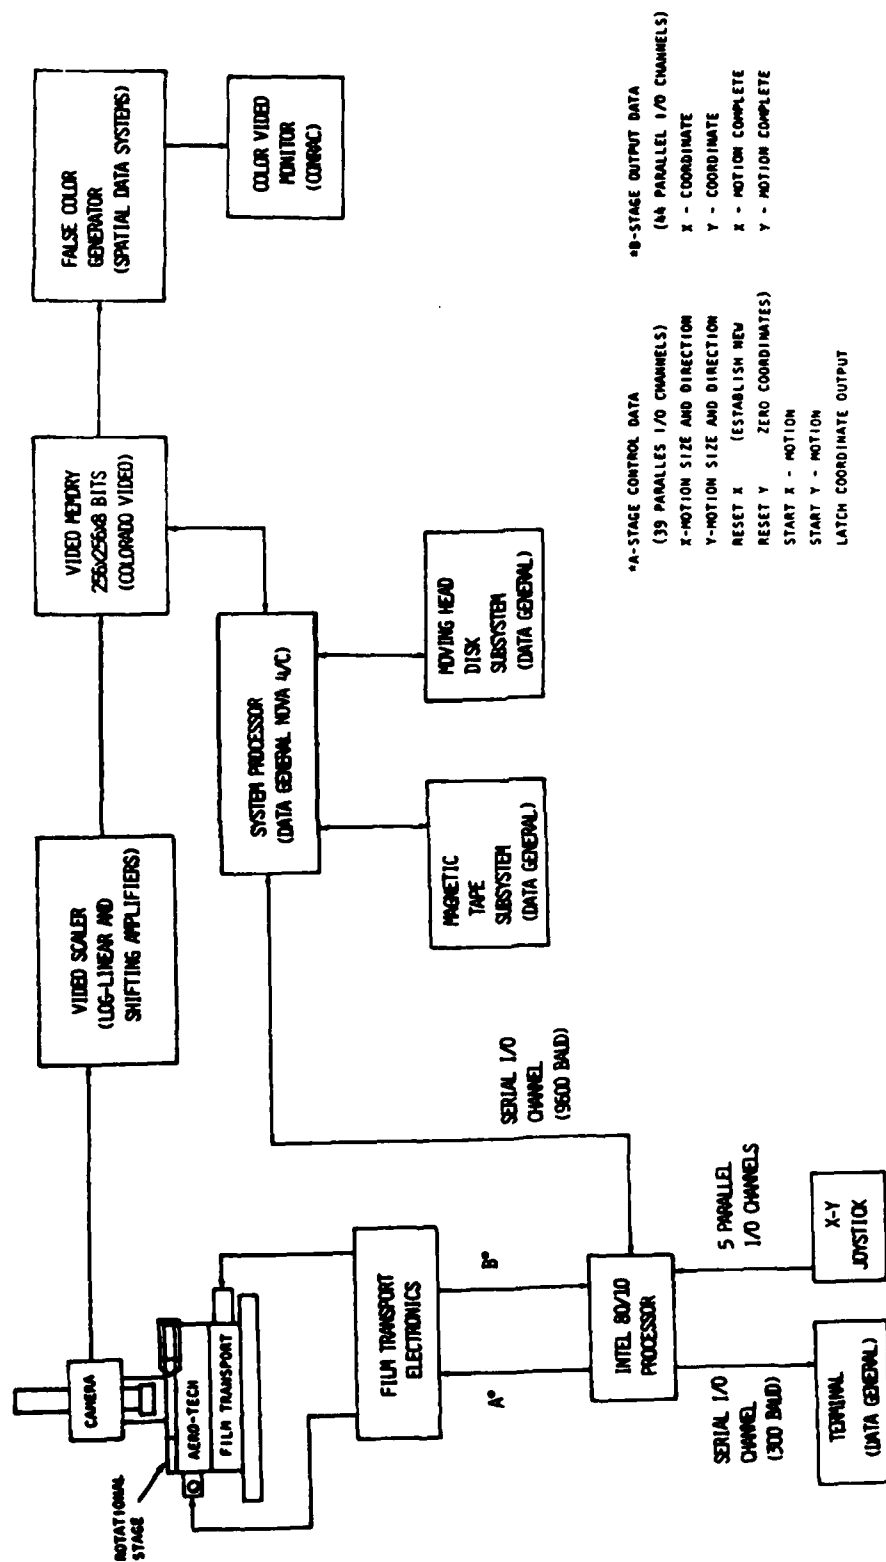 ROTATIONAL
STAGE
CAMERA
AERO-TECH
FILM TRANSPORT
VIDEO SCALER
(LOG-LINEAR AND
SHIFTING AMPLIFIERS)
VIDEO MEMORY
256X256X8 BITS
(COLORADO VIDEO)
FALSE COLOR
GENERATOR
(SPATIAL DATA SYSTEMS)
COLOR VIDEO
MONITOR
(CONRAC)
SYSTEM PROCESSOR
(DATA GENERAL NOVA 4/C)
MAGNETIC
TAPE
SUBSYSTEM
(DATA GENERAL)
MOVING HEAD
DISK
SUBSYSTEM
(DATA GENERAL)
FILM TRANSPORT
ELECTRONICS
A*
B*
SERIAL I/O
CHANNEL
(9600 BAUD)
INTEL 80/10
PROCESSOR
SERIAL I/O
CHANNEL
(300 BAUD)
5 PARALLEL
I/O CHANNELS
TERMINAL
(DATA GENERAL)
X-Y
JOYSTICK
*A-STAGE CONTROL DATA
(39 PARALLES I/O CHANNELS)
X-MOTION SIZE AND DIRECTION
Y-MOTION SIZE AND DIRECTION
RESET X (ESTABLISH NEW
RESET Y ZERO COORDINATES)
START X - MOTION
START Y - MOTION
LATCH COORDINATE OUTPUT
*B-STAGE OUTPUT DATA
(44 PARALLEL I/O CHANNELS)
X - COORDINATE
Y - COORDINATE
X - MOTION COMPLETE
Y - MOTION COMPLETE